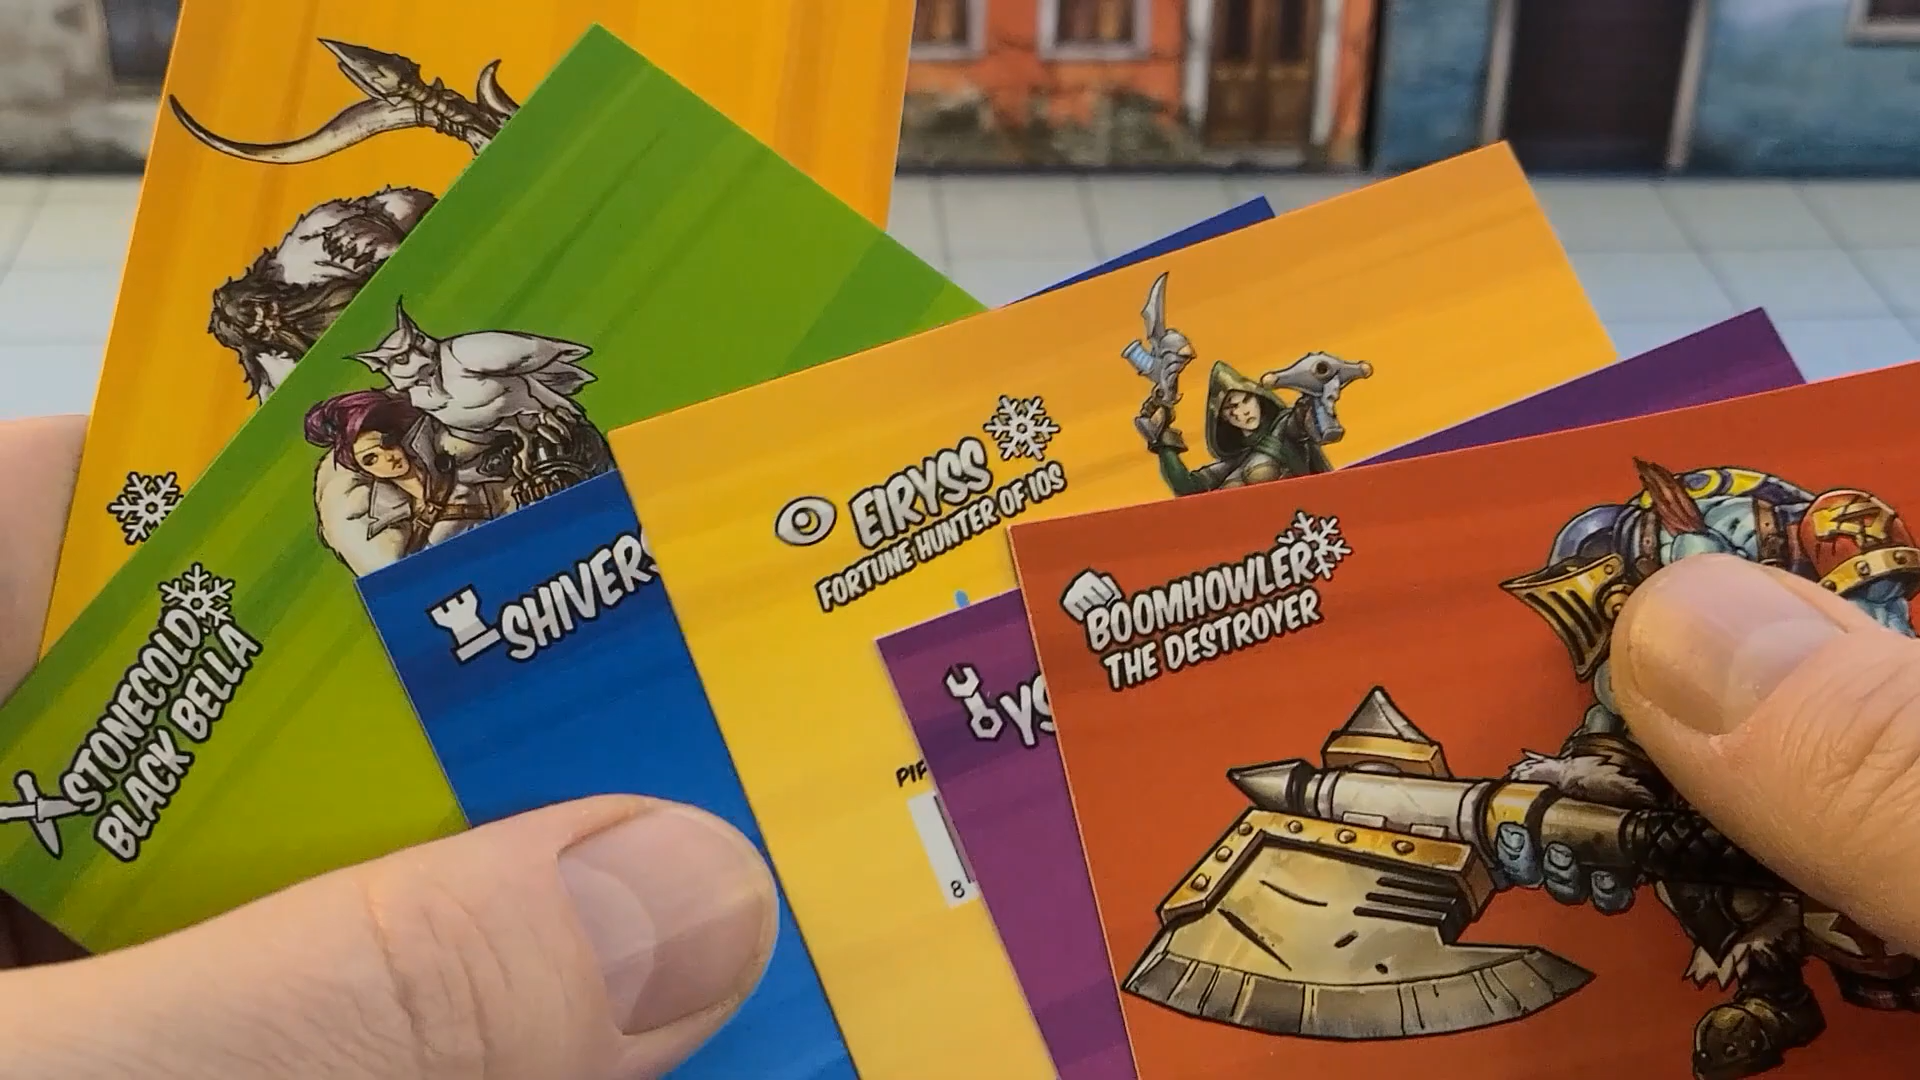 STONECOLD
BLACK BELLA
SHIVERS
EIRYSS
FORTUNE HUNTER OF IOS
8
BOOMHOWLER
THE DESTROYER